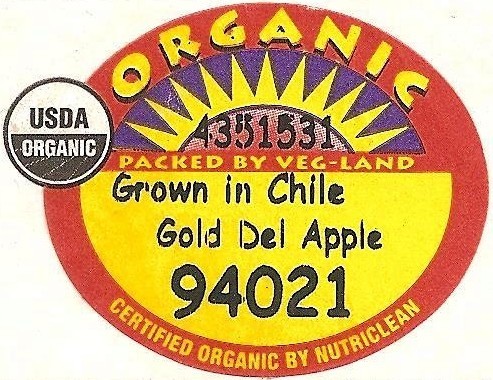 ORGANIC
USDA
ORGANIC
4351531
PACKED BY VEG-LAND
Grown in Chile
Gold Del Apple
94021
CERTIFIED ORGANIC BY NUTRICLEAN